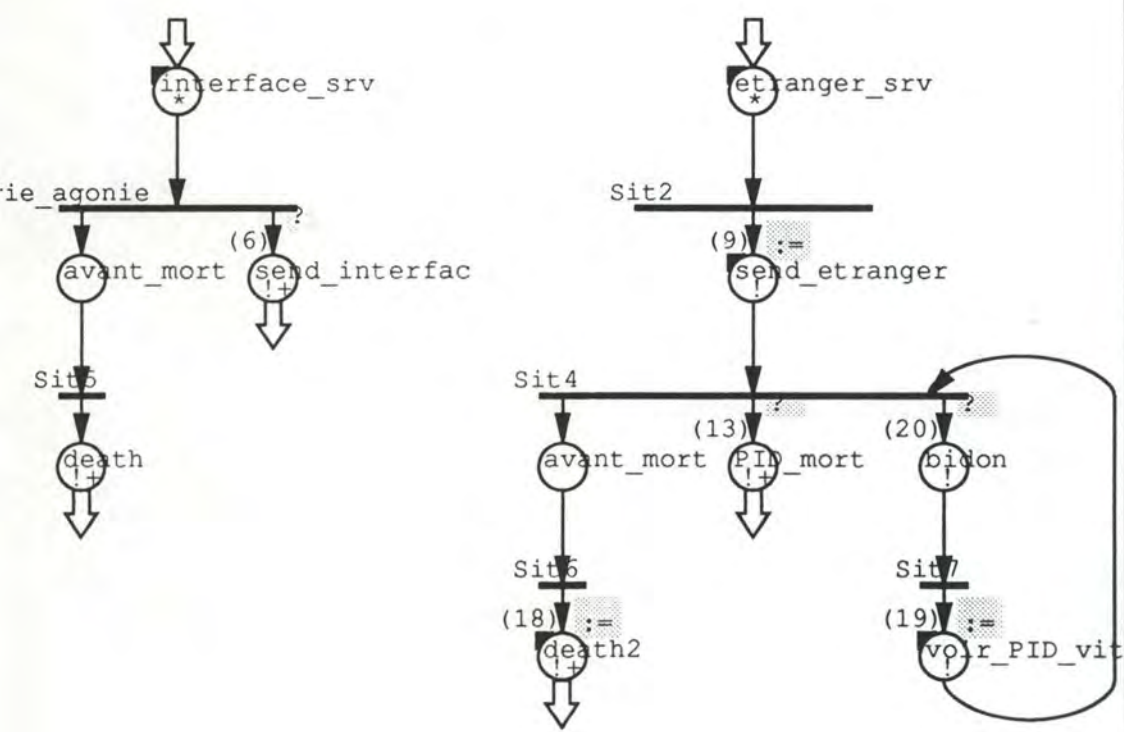 interface_srv
*
etranger_srv
*
rie_agonie
?
Sit2
(6)
(9) :=
avant_mort
send_interfac
!+
send_etranger
!
Sit5
Sit4
?
?
(13)
(20)
death
!+
avant_mort
PID_mort
!+
bidon
!
Sit6
Sit7
(18) :=
(19) :=
death2
!+
voir_PID_vit
!